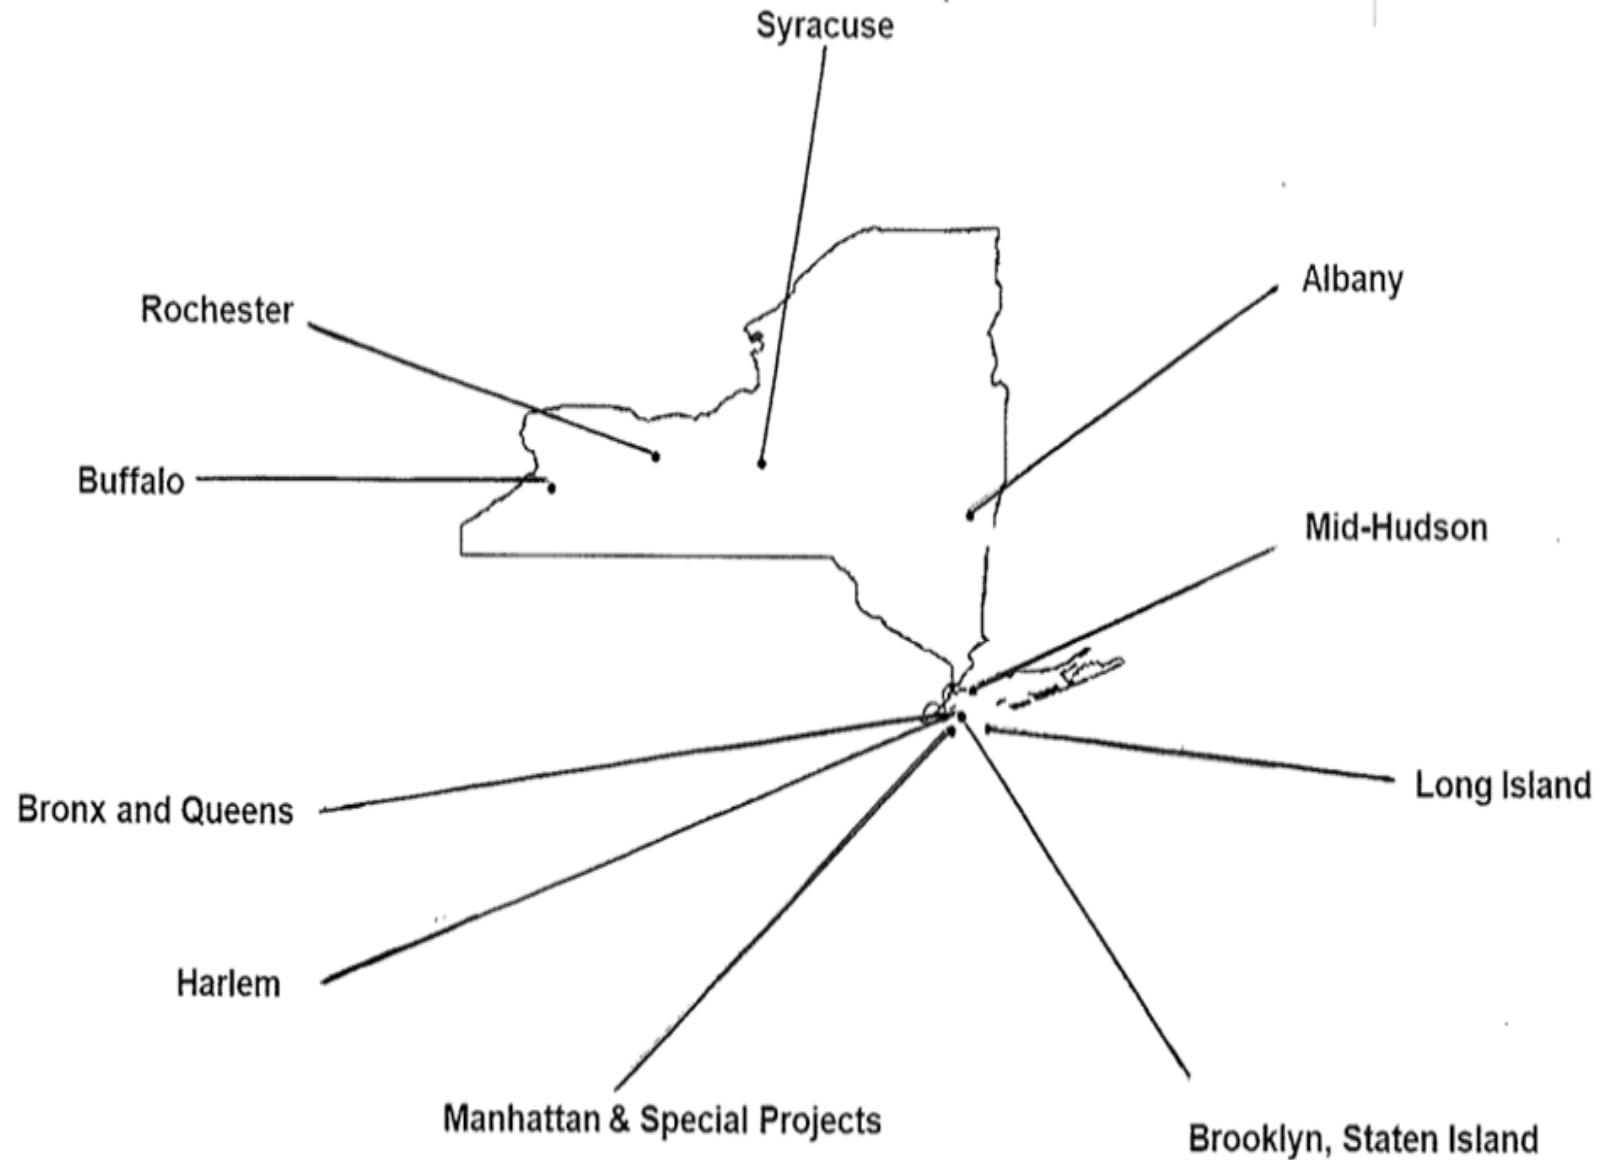 Syracuse
Albany
Rochester
Buffalo
Mid-Hudson
Long Island
Bronx and Queens
Harlem
Manhattan & Special Projects
Brooklyn, Staten Island